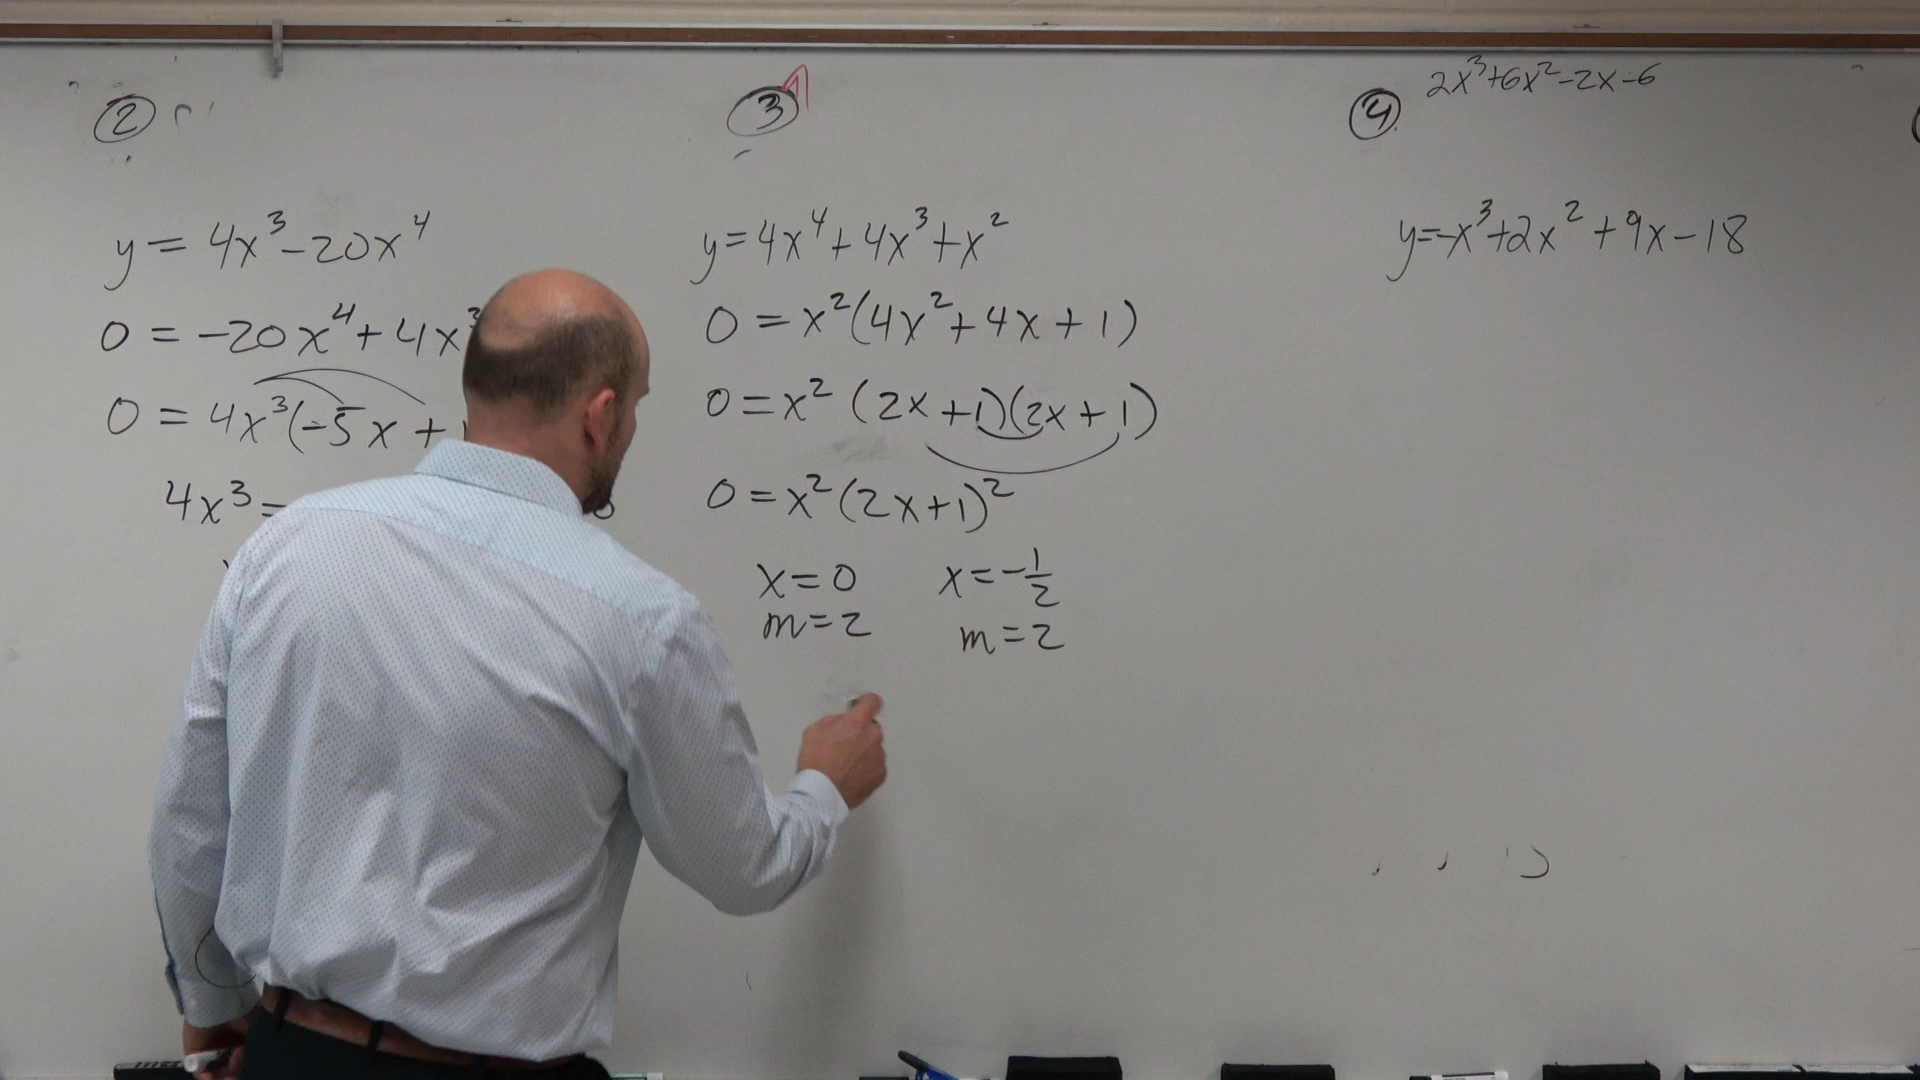 ②
y = 4x³-20x⁴
0 = -20x⁴+4x³
0 = 4x³(-5x+
4x³=
③
y=4x⁴+4x³+x²
0=x²(4x²+4x+1)
0=x²(2x+1)(2x+1)
0=x²(2x+1)²
x=0 x=-1/2
m=2 m=2
④ 2x³+6x²-2x-6
y=-x³+2x²+9x-18